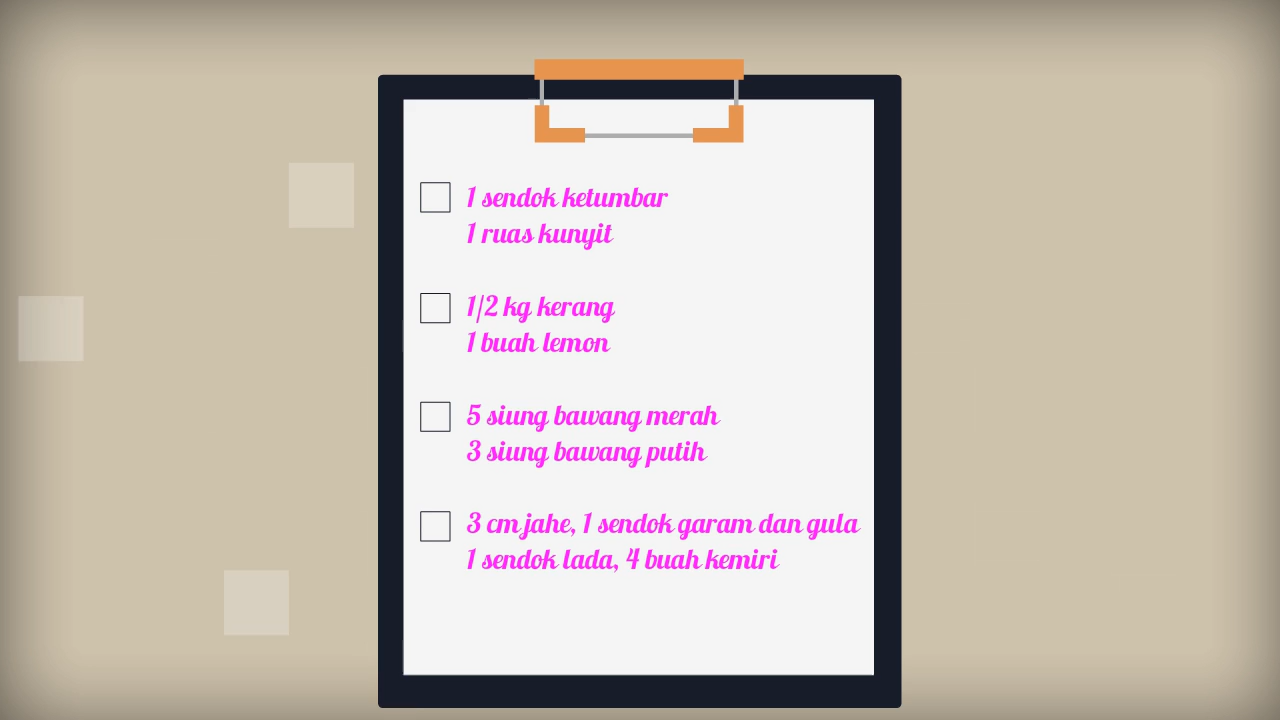 1 sendok ketumbar
1 ruas kunyit
1/2 kg kerang
1 buah lemon
5 siung bawang merah
3 siung bawang putih
3 cm jahe, 1 sendok garam dan gula
1 sendok lada, 4 buah kemiri